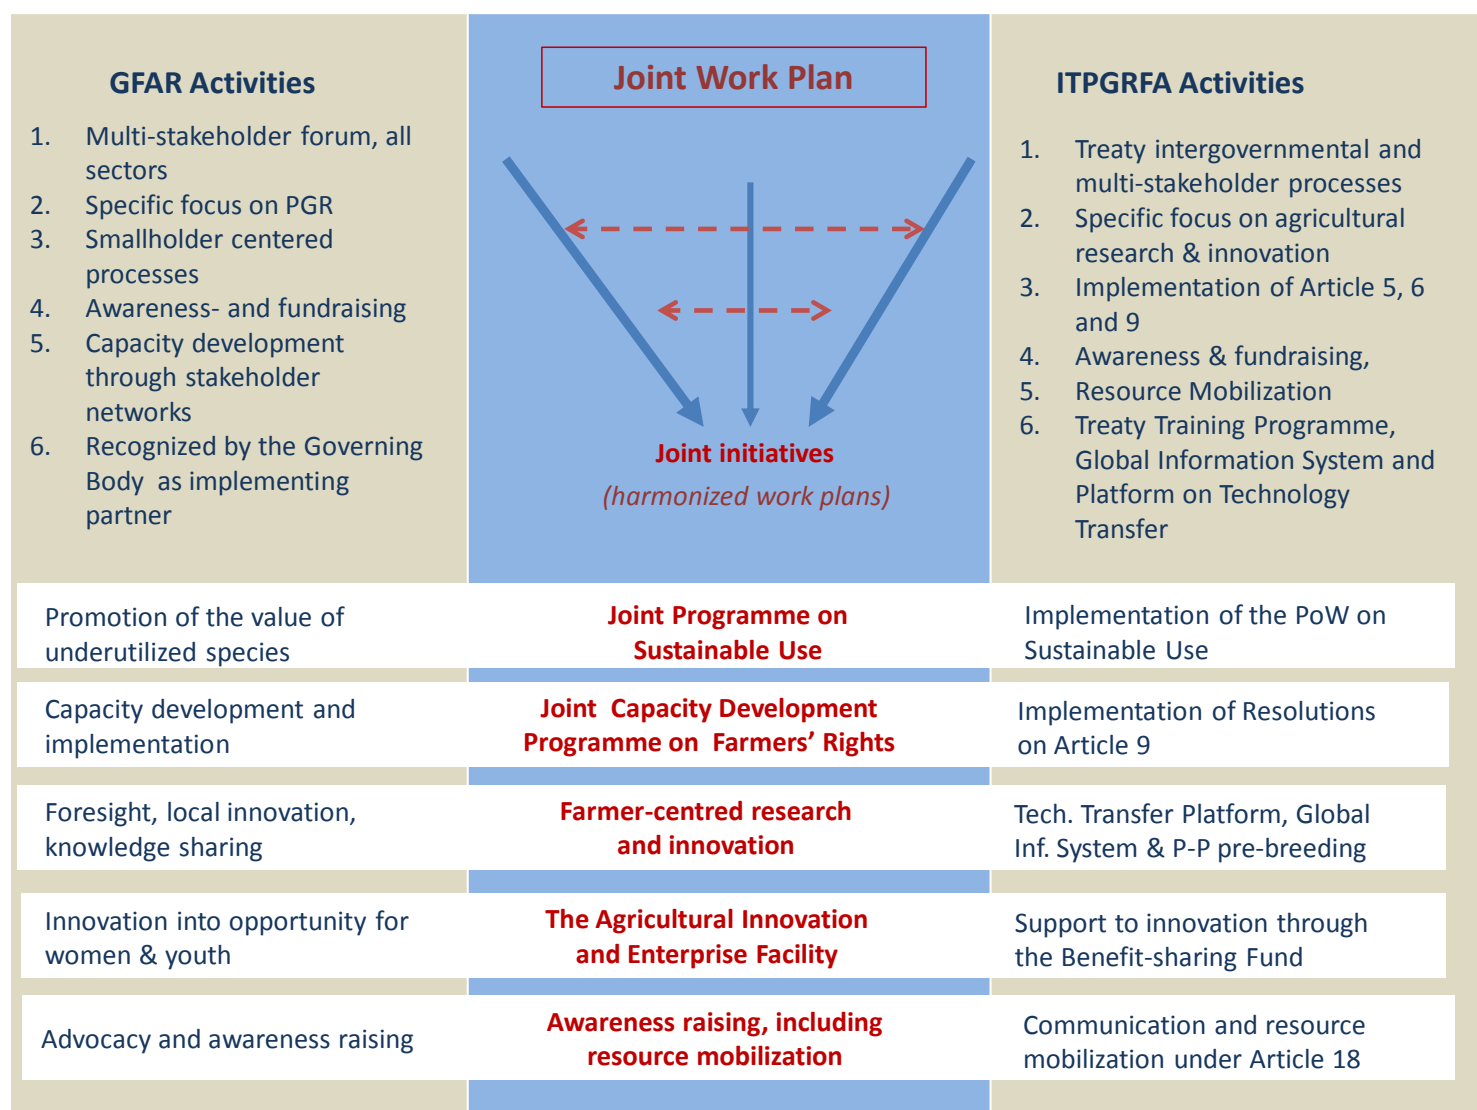 GFAR Activities
1. Multi-stakeholder forum, all
sectors
2. Specific focus on PGR
3. Smallholder centered
processes
4. Awareness- and fundraising
5. Capacity development
through stakeholder
networks
6. Recognized by the Governing
Body as implementing
partner
Joint Work Plan
Joint initiatives
(harmonized work plans)
ITPGRFA Activities
1. Treaty intergovernmental and
multi-stakeholder processes
2. Specific focus on agricultural
research & innovation
3. Implementation of Article 5, 6
and 9
4. Awareness & fundraising,
5. Resource Mobilization
6. Treaty Training Programme,
Global Information System and
Platform on Technology
Transfer
Promotion of the value of
underutilized species
Joint Programme on
Sustainable Use
Implementation of the PoW on
Sustainable Use
Capacity development and
implementation
Joint Capacity Development
Programme on Farmers’ Rights
Implementation of Resolutions
on Article 9
Foresight, local innovation,
knowledge sharing
Farmer-centred research
and innovation
Tech. Transfer Platform, Global
Inf. System & P-P pre-breeding
Innovation into opportunity for
women & youth
The Agricultural Innovation
and Enterprise Facility
Support to innovation through
the Benefit-sharing Fund
Advocacy and awareness raising
Awareness raising, including
resource mobilization
Communication and resource
mobilization under Article 18